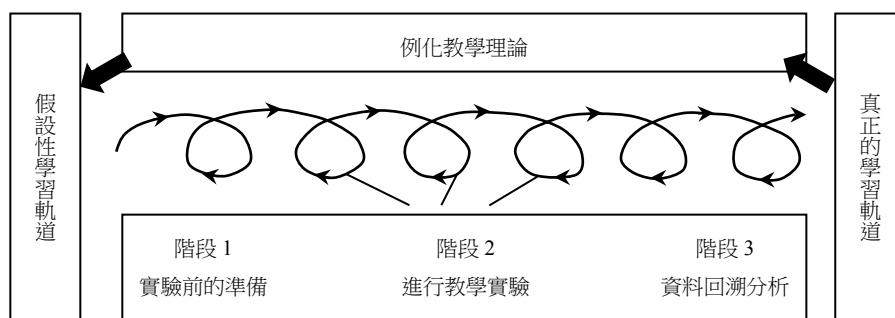 例化教學理論
假設性學習軌道
真正的學習軌道
階段 1
實驗前的準備
階段 2
進行教學實驗
階段 3
資料回溯分析